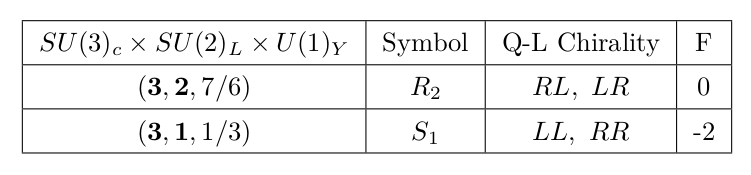 SU(3)_c × SU(2)_L × U(1)_Y Symbol Q-L Chirality F
(3, 2, 7/6) R_2 RL, LR 0
(3, 1, 1/3) S_1 LL, RR -2